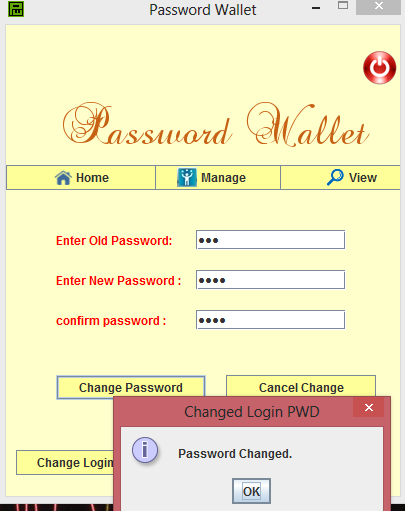 Password Wallet
Password Wallet
Home Manage View
Enter Old Password: •••
Enter New Password : ••••
confirm password : ••••
Change Password Cancel Change
Changed Login PWD
Change Login
Password Changed.
OK